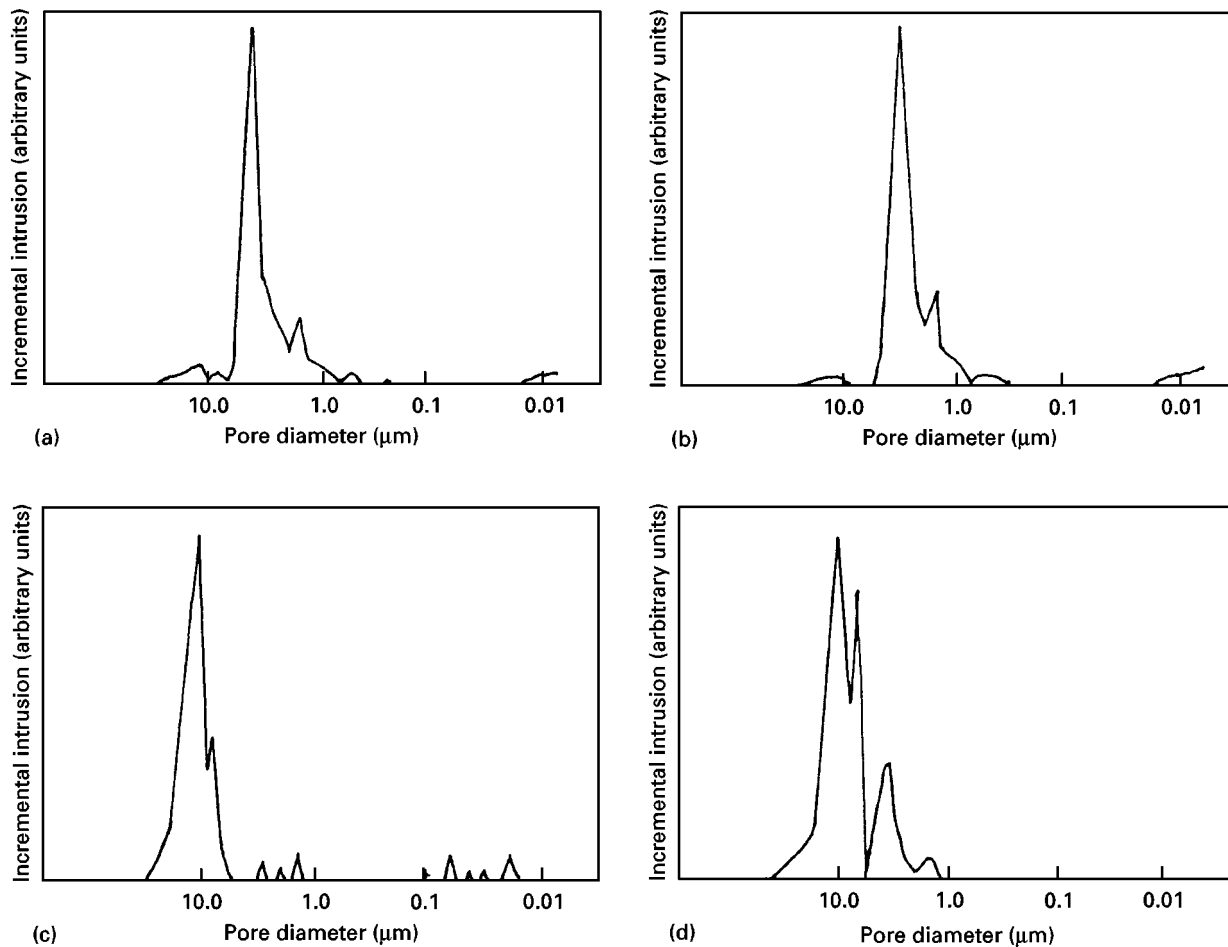 Incremental intrusion (arbitrary units)
10.0 1.0 0.1 0.01
(a) Pore diameter (μm)
Incremental intrusion (arbitrary units)
10.0 1.0 0.1 0.01
(b) Pore diameter (μm)
Incremental intrusion (arbitrary units)
10.0 1.0 0.1 0.01
(c) Pore diameter (μm)
Incremental intrusion (arbitrary units)
10.0 1.0 0.1 0.01
(d) Pore diameter (μm)